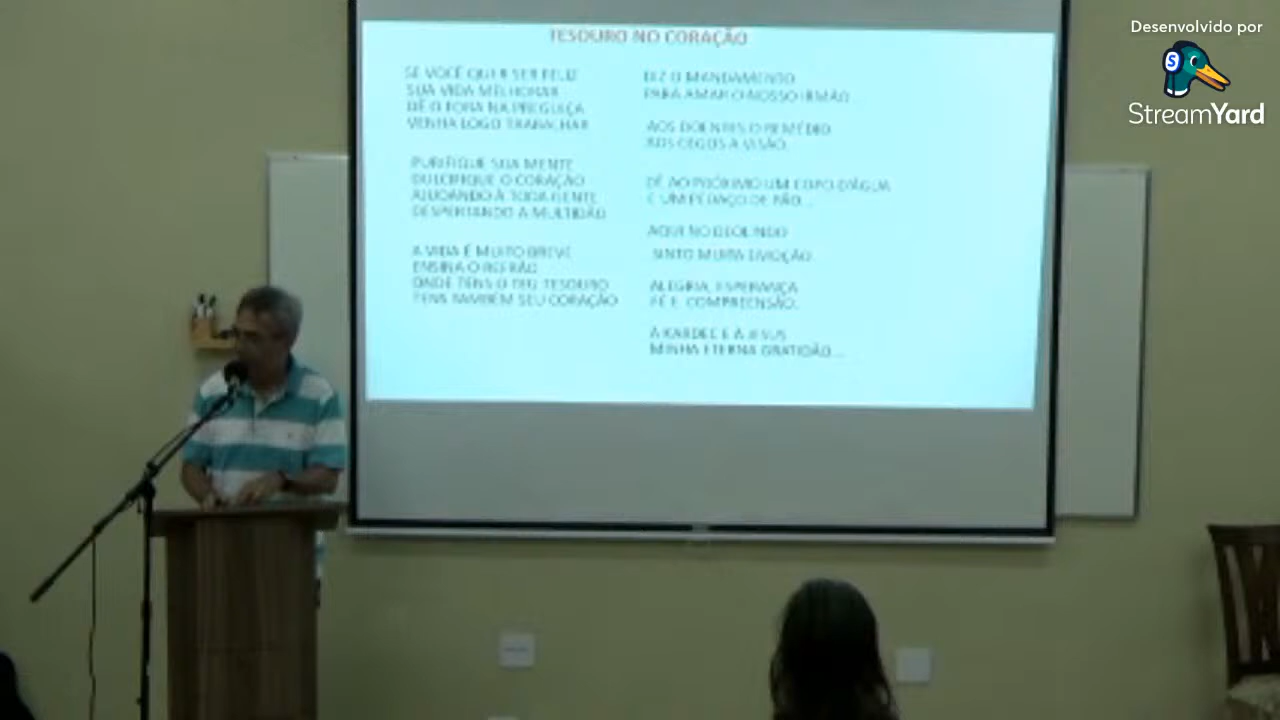 Desenvolvido por
StreamYard
TESOURO NO CORAÇÃO
SE VOCÊ QUER SER FELIZ
SUA VIDA MELHORAR
DÊ O FORA NA PREGUIÇA
VENHA LOGO TRABALHAR
PURIFIQUE SUA MENTE
DULCIFIQUE O CORAÇÃO
AJUDANDO À TODA GENTE
DESPERTANDO A MULTIDÃO
A VIDA É MUITO BREVE
ENSINA O REFRÃO
ONDE TENS O TEU TESOURO
TENS TAMBÉM SEU CORAÇÃO
DIZ O MANDAMENTO
PARA AMAR O NOSSO IRMÃO
AOS DOENTES O REMÉDIO
AOS CEGOS A VISÃO.
DÊ AO PRÓXIMO UM COPO D'ÁGUA
E UM PEDAÇO DE PÃO...
AQUI NO DEOLINDO
SINTO MUITA EMOÇÃO
ALEGRIA, ESPERANÇA
FÉ E COMPREENSÃO.
À KARDEC E À JESUS
MINHA ETERNA GRATIDÃO...